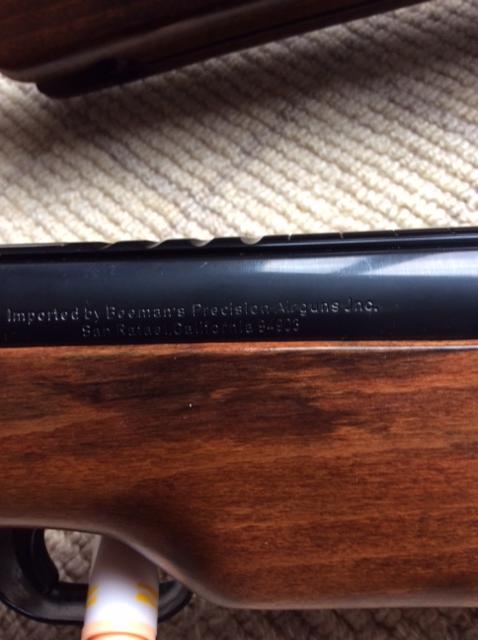 Imported by Beeman's Precision Airguns Inc.
San Rafael, California 94903